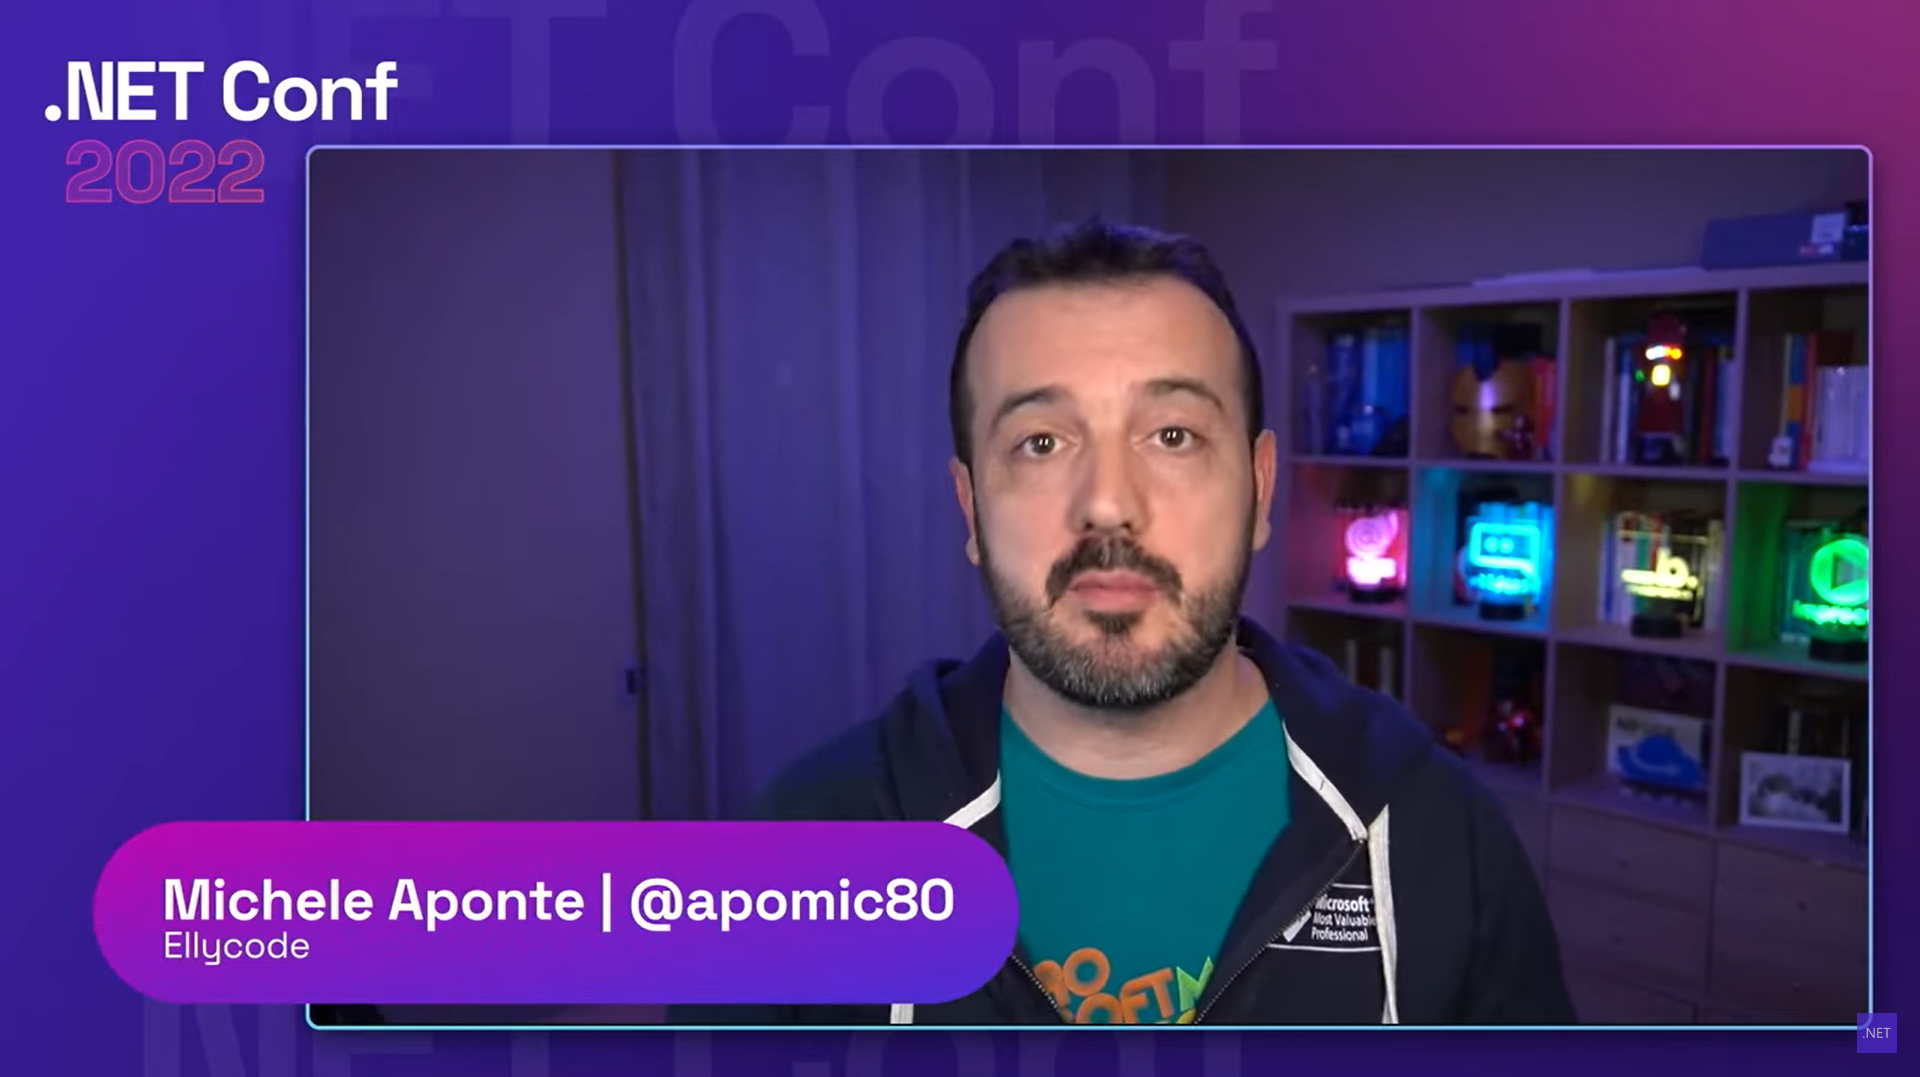 .NET Conf
2022
Michele Aponte | @apomic80
Ellycode
Microsoft
Most Valuable
Professional
.NET